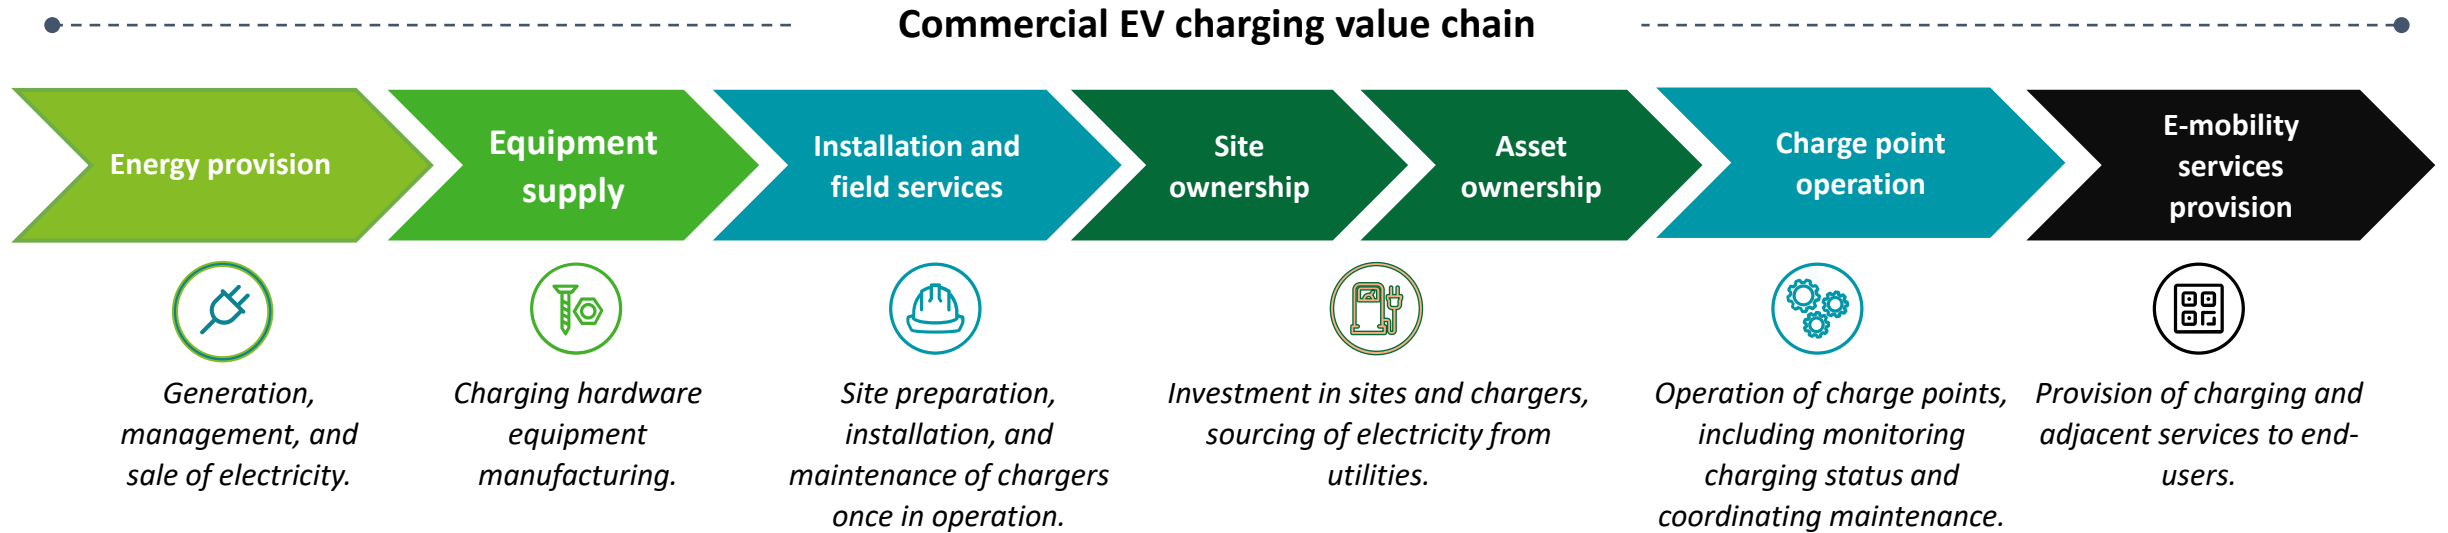 Commercial EV charging value chain
Energy provision
Equipment
supply
Installation and
field services
Site
ownership
Asset
ownership
Charge point
operation
E-mobility
services
provision
Generation,
management, and
sale of electricity.
Charging hardware
equipment
manufacturing.
Site preparation,
installation, and
maintenance of chargers
once in operation.
Investment in sites and chargers,
sourcing of electricity from
utilities.
Operation of charge points,
including monitoring
charging status and
coordinating maintenance.
Provision of charging and
adjacent services to end-
users.